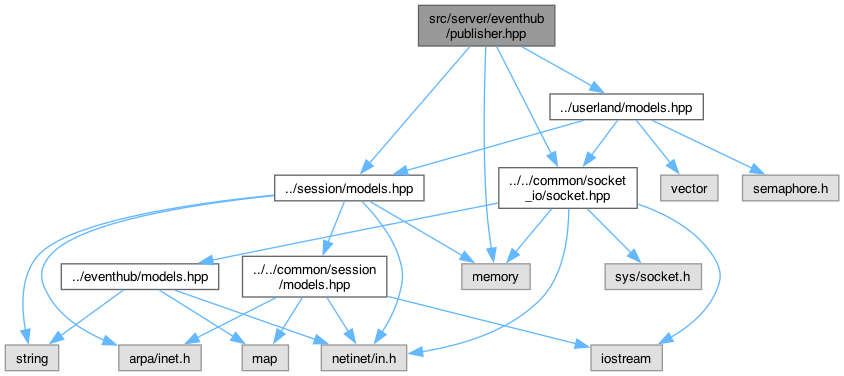 src/server/eventhub
/publisher.hpp
../userland/models.hpp
../session/models.hpp
../../common/socket
_io/socket.hpp
vector
semaphore.h
../eventhub/models.hpp
../../common/session
/models.hpp
memory
sys/socket.h
string
arpa/inet.h
map
netinet/in.h
iostream